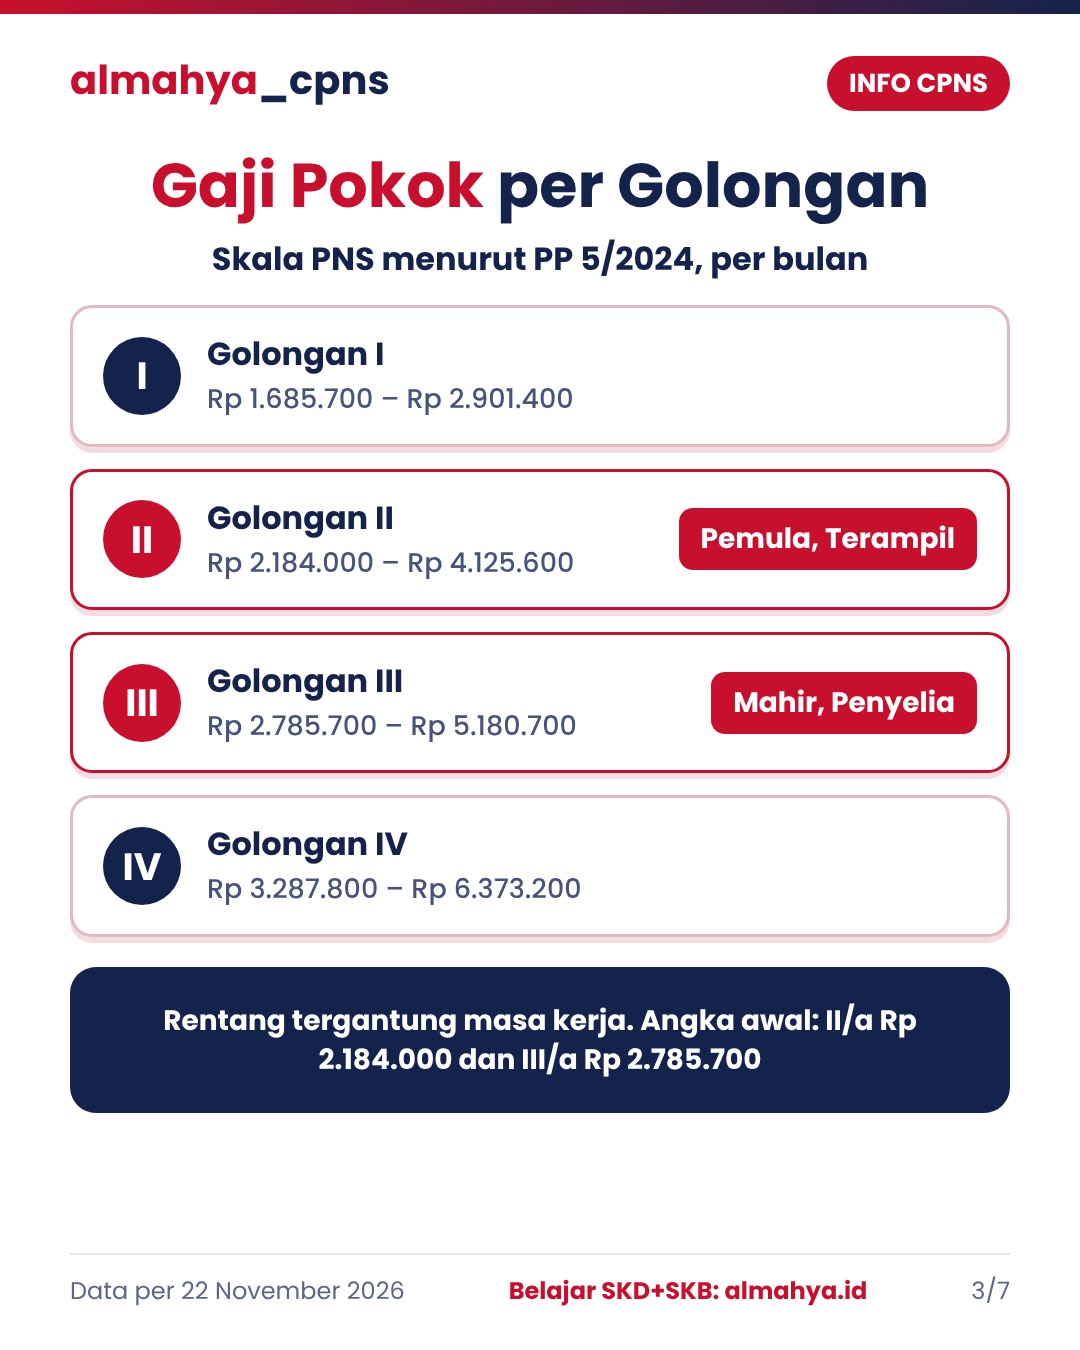 almahya_cpns
INFO CPNS
Gaji Pokok per Golongan
Skala PNS menurut PP 5/2024, per bulan
I
Golongan I
Rp 1.685.700 – Rp 2.901.400
II
Golongan II
Rp 2.184.000 – Rp 4.125.600
Pemula, Terampil
III
Golongan III
Rp 2.785.700 – Rp 5.180.700
Mahir, Penyelia
IV
Golongan IV
Rp 3.287.800 – Rp 6.373.200
Rentang tergantung masa kerja. Angka awal: II/a Rp
2.184.000 dan III/a Rp 2.785.700
Data per 22 November 2026
Belajar SKD+SKB: almahya.id
3/7